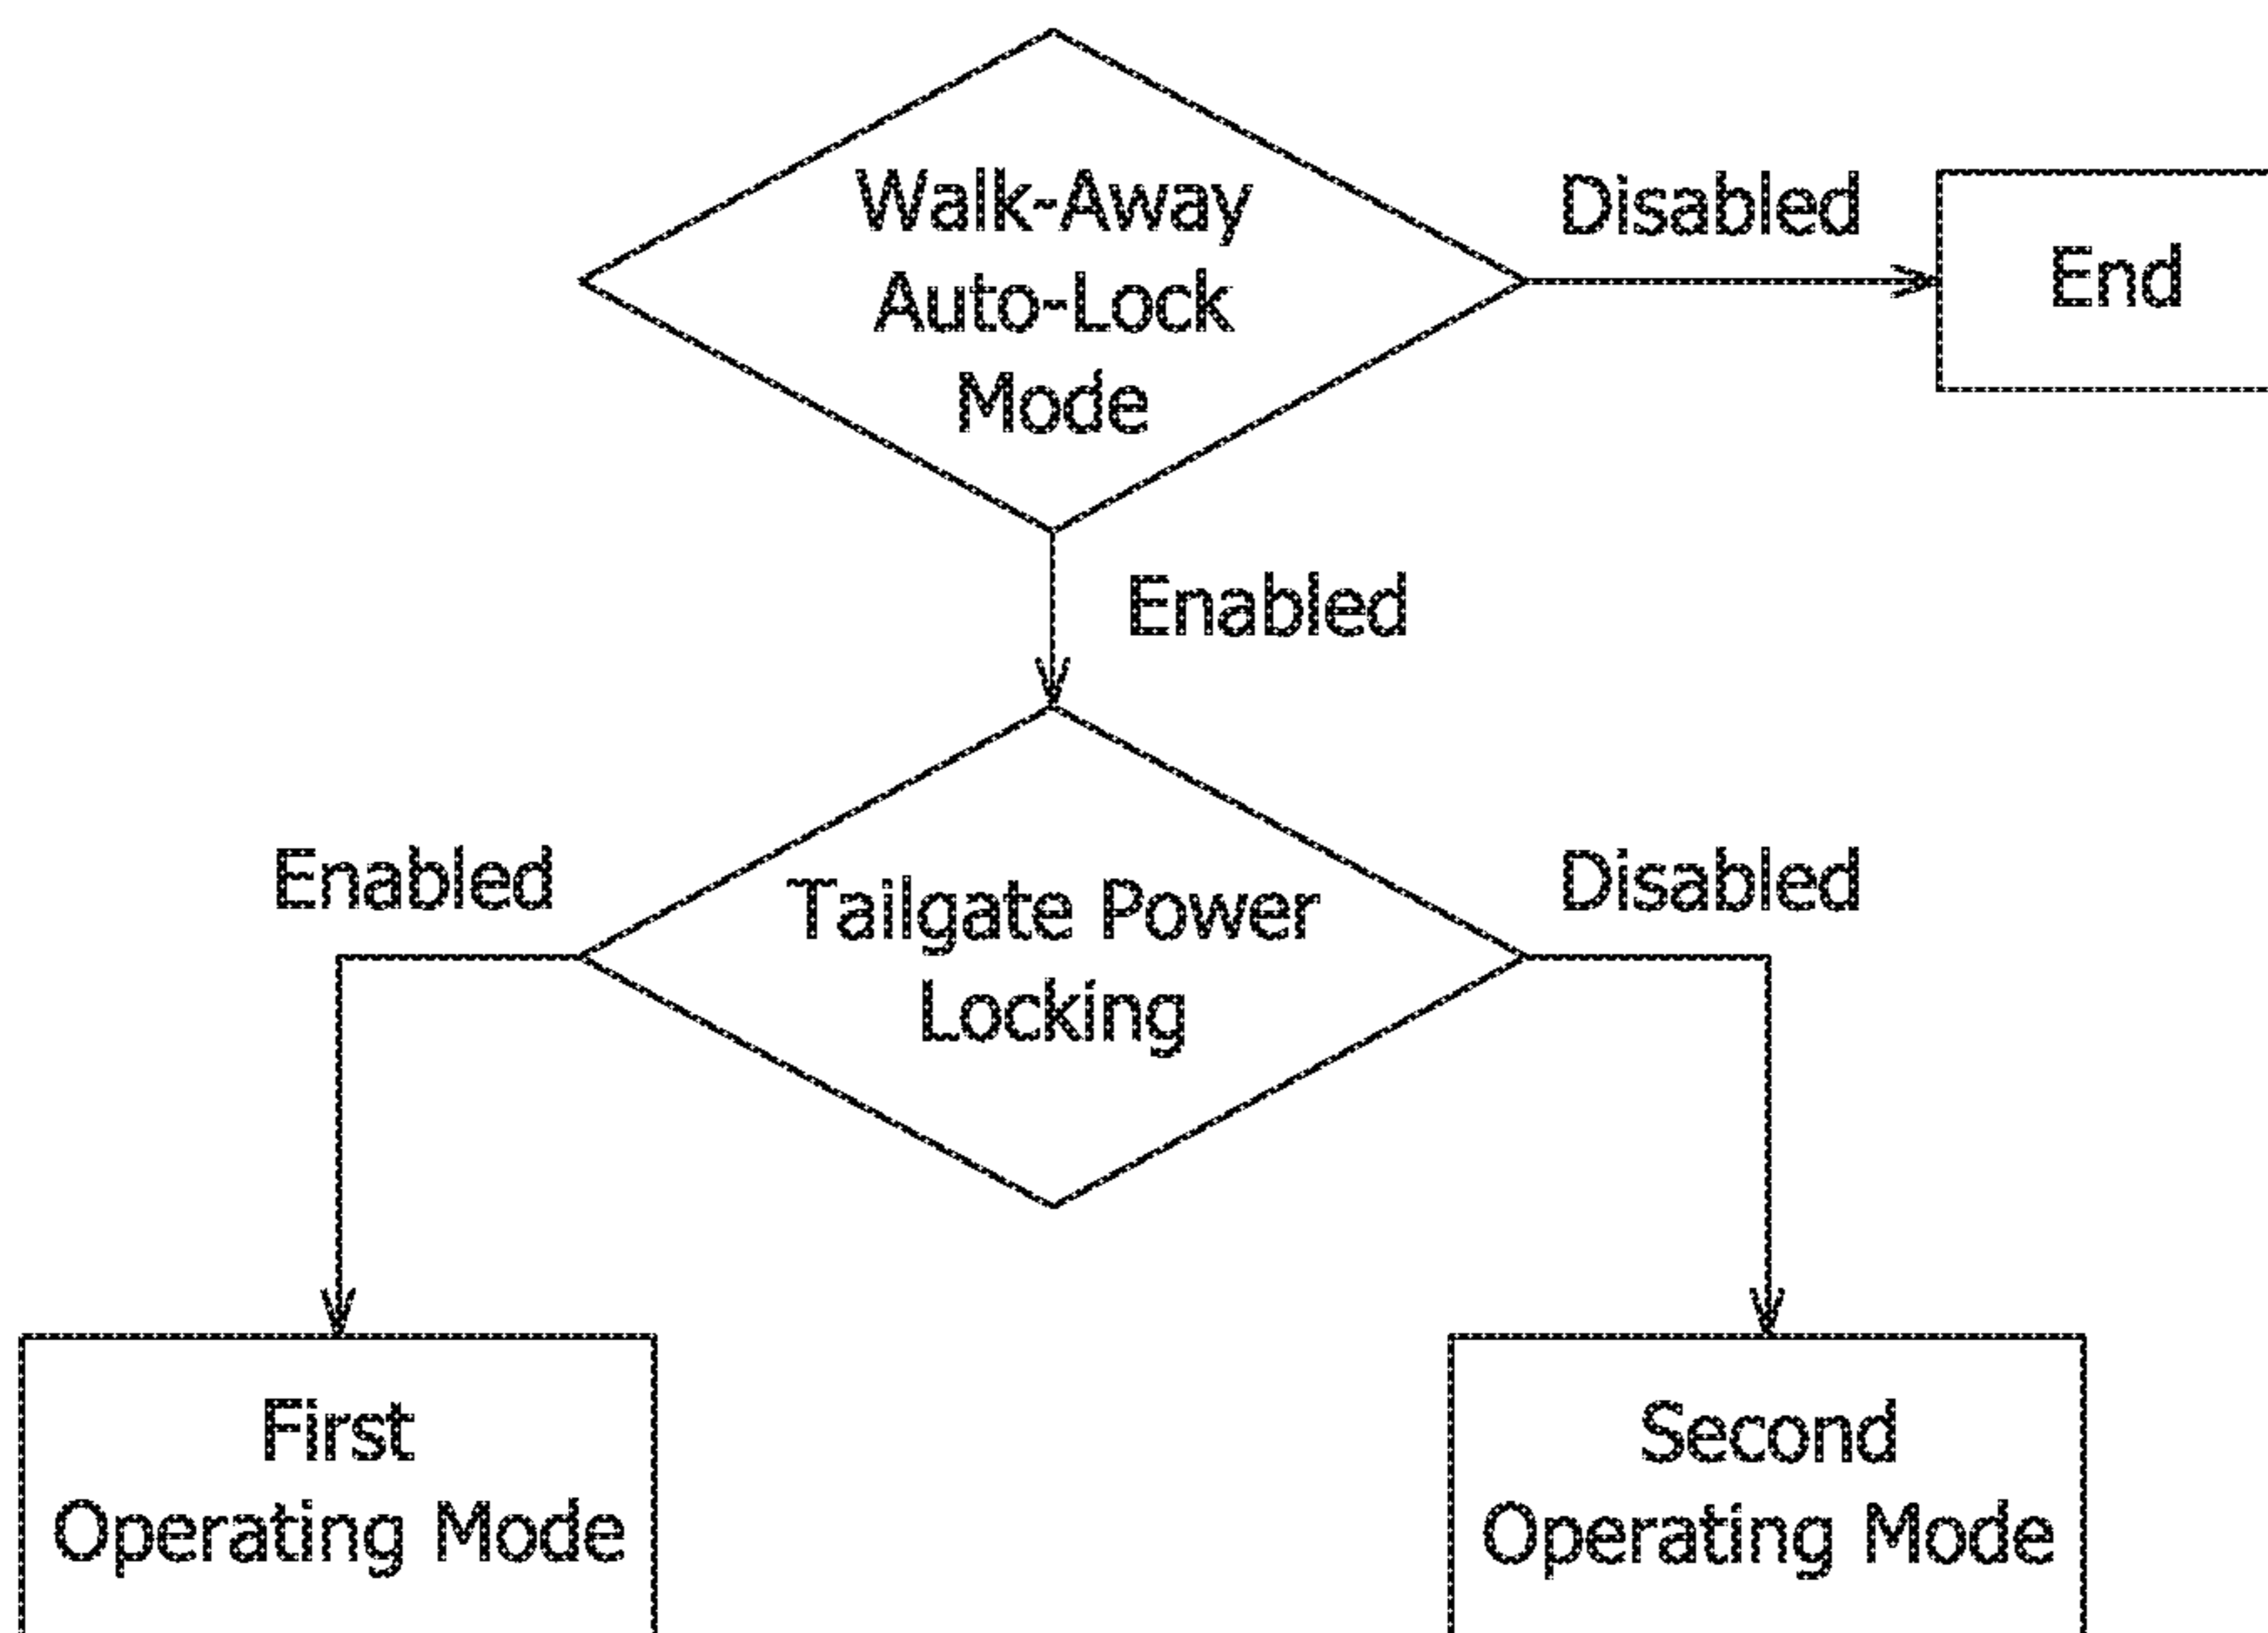 Walk-Away
Auto-Lock
Mode
Disabled
End
Enabled
Enabled
Tailgate Power
Locking
Disabled
First
Operating Mode
Second
Operating Mode